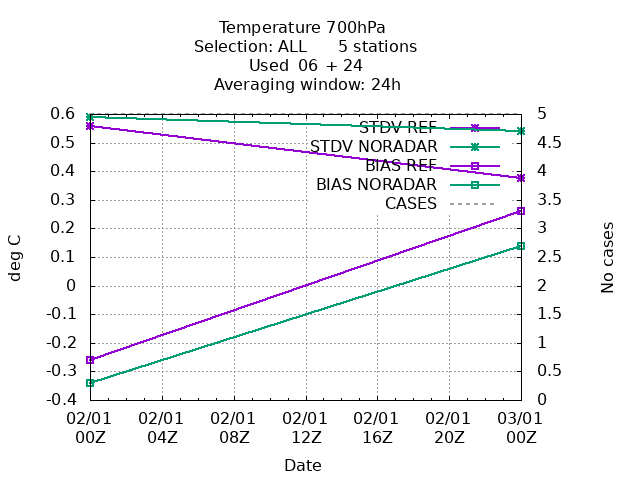 Temperature 700hPa
Selection: ALL 5 stations
Used 06 + 24
Averaging window: 24h
0.6
0.5
0.4
0.3
0.2
0.1
0
-0.1
-0.2
-0.3
-0.4
deg C
STDV REF
STDV NORADAR
BIAS REF
BIAS NORADAR
CASES
5
4.5
4
3.5
3
2.5
2
1.5
1
0.5
0
No cases
02/01 02/01 02/01 02/01 02/01 02/01 03/01
00Z 04Z 08Z 12Z 16Z 20Z 00Z
Date